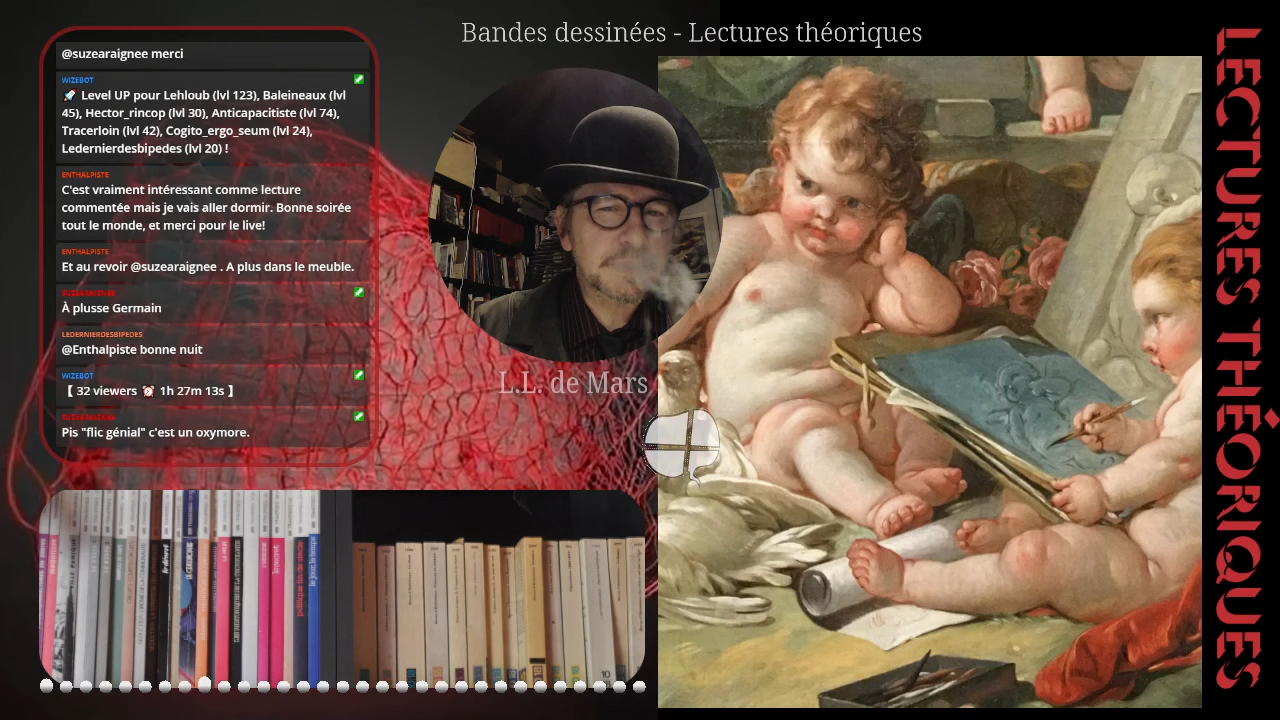 Bandes dessinées - Lectures théoriques
@suzearaignee merci
WIZEBOT
🚀 Level UP pour Lehloub (lvl 123), Baleineaux (lvl
45), Hector_rincop (lvl 30), Anticapacitiste (lvl 74),
Tracerloin (lvl 42), Cogito_ergo_seum (lvl 24),
Ledernierdesbipedes (lvl 20) !
ENTHALPISTE
C'est vraiment intéressant comme lecture
commentée mais je vais aller dormir. Bonne soirée
tout le monde, et merci pour le live!
ENTHALPISTE
Et au revoir @suzearaignee . A plus dans le meuble.
SUZEARAIGNEE
À plusse Germain
LEDERNIERDESBIPEDES
@Enthalpiste bonne nuit
WIZEBOT
【 32 viewers ⏰ 1h 27m 13s 】
SUZEARAIGNEE
Pis "flic génial" c'est un oxymore.
L.L. de Mars
LECTURES THÉORIQUES